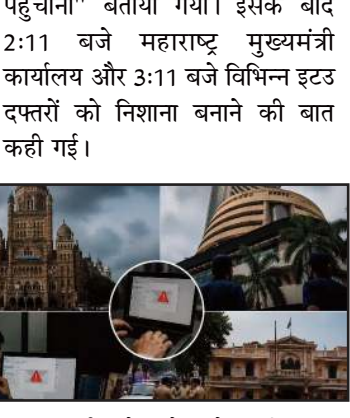 पहुंचाना" बताया गया। इसके बाद
2:11 बजे महाराष्ट्र मुख्यमंत्री
कार्यालय और 3:11 बजे विभिन्न इटउ
दफ्तरों को निशाना बनाने की बात
कही गई।